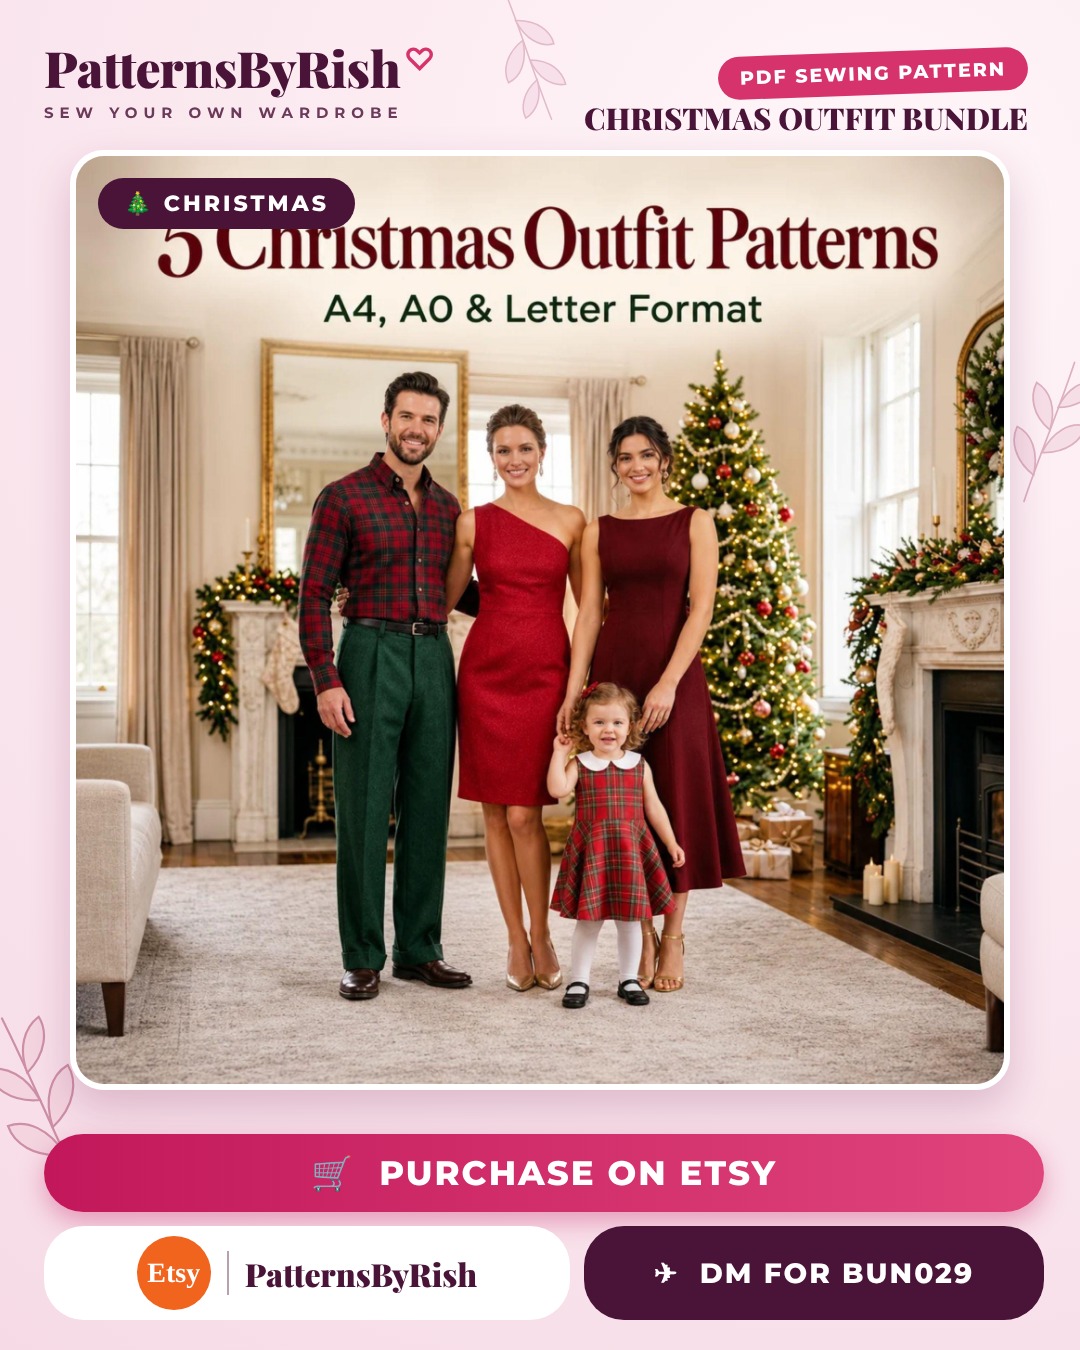 PatternsByRish
SEW YOUR OWN WARDROBE
PDF SEWING PATTERN
CHRISTMAS OUTFIT BUNDLE
🎄 CHRISTMAS
5 Christmas Outfit Patterns
A4, A0 & Letter Format
🛒 PURCHASE ON ETSY
Etsy | PatternsByRish
✈ DM FOR BUN029